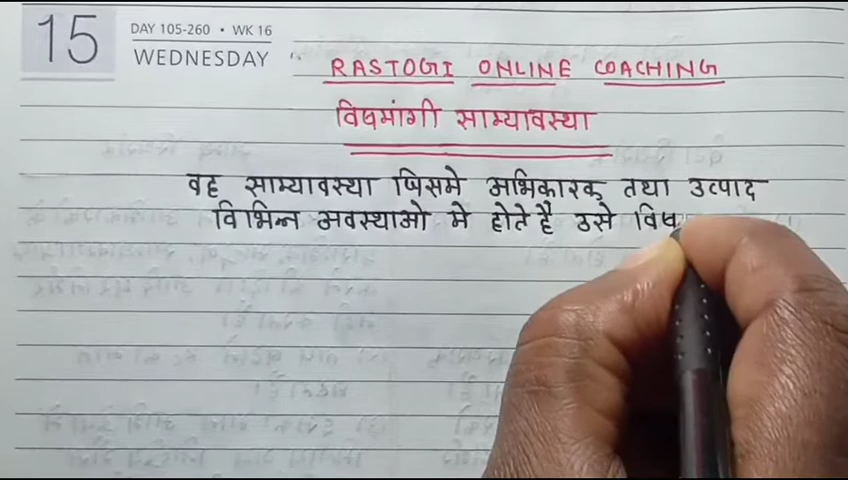 15
DAY 105-260 • WK 16
WEDNESDAY
RASTOGI ONLINE COACHING
विषमांगी साम्यावस्था
वह साम्यावस्था जिसमे अभिकारक तथा उत्पाद
विभिन्न अवस्थाओ मे होते है उसे विष